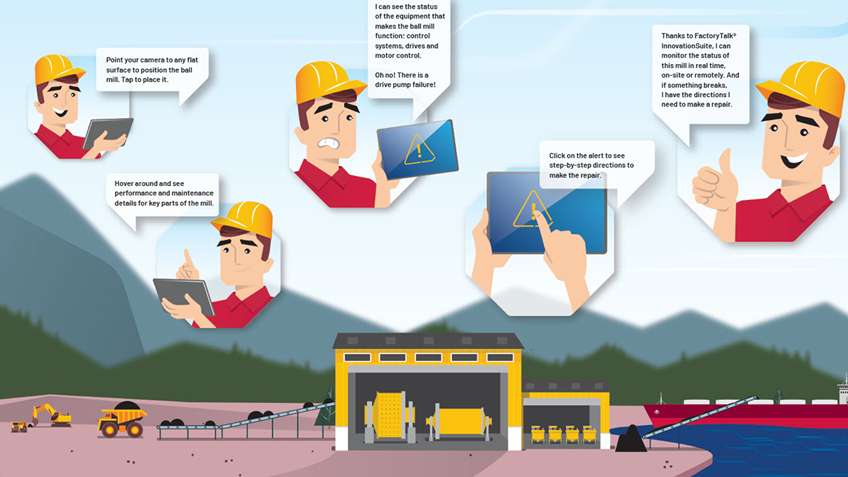 Point your camera to any flat
surface to position the ball
mill. Tap to place it.
Hover around and see
performance and maintenance
details for key parts of the mill.
I can see the status
of the equipment that
makes the ball mill
function: control
systems, drives and
motor control.
Oh no! There is a
drive pump failure!
Click on the alert to see
step-by-step directions to
make the repair.
Thanks to FactoryTalk®
InnovationSuite, I can
monitor the status of
this mill in real time,
on-site or remotely. And
if something breaks,
I have the directions I
need to make a repair.